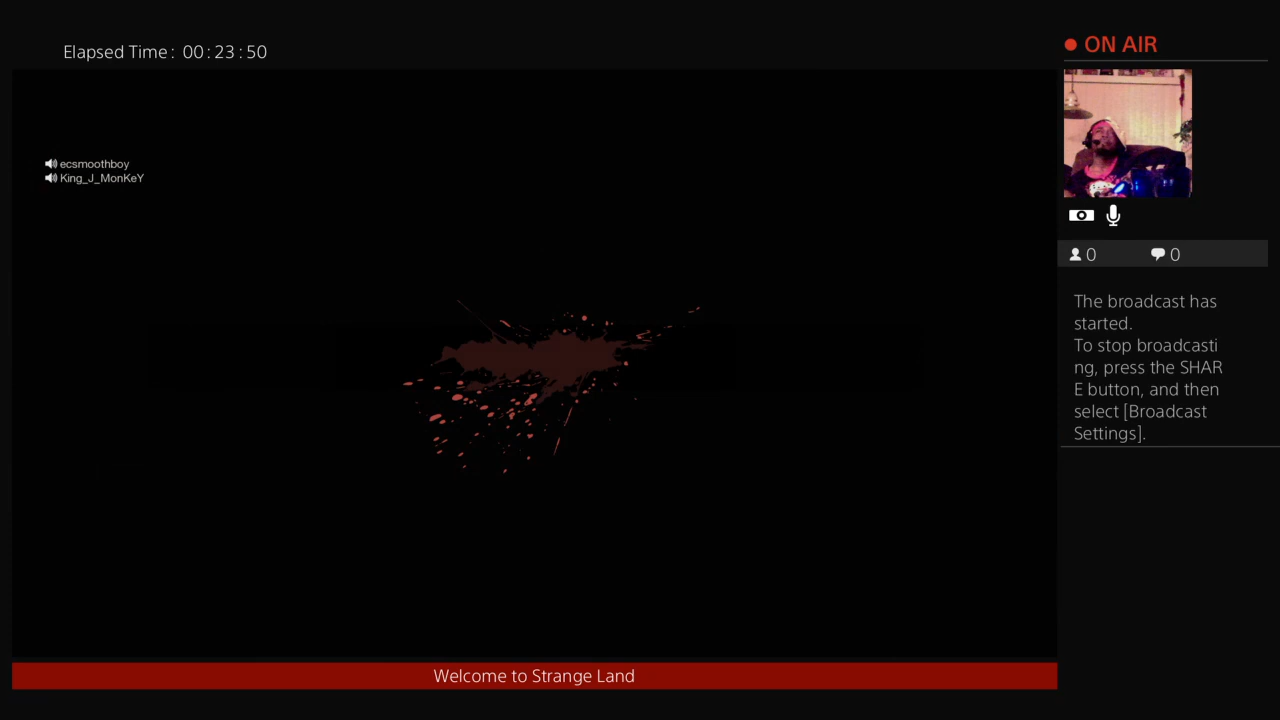 Elapsed Time: 00:23:50
ON AIR
ecsmoothboy
King_J_MonKeY
0
0
The broadcast has
started.
To stop broadcasti
ng, press the SHAR
E button, and then
select [Broadcast
Settings].
Welcome to Strange Land